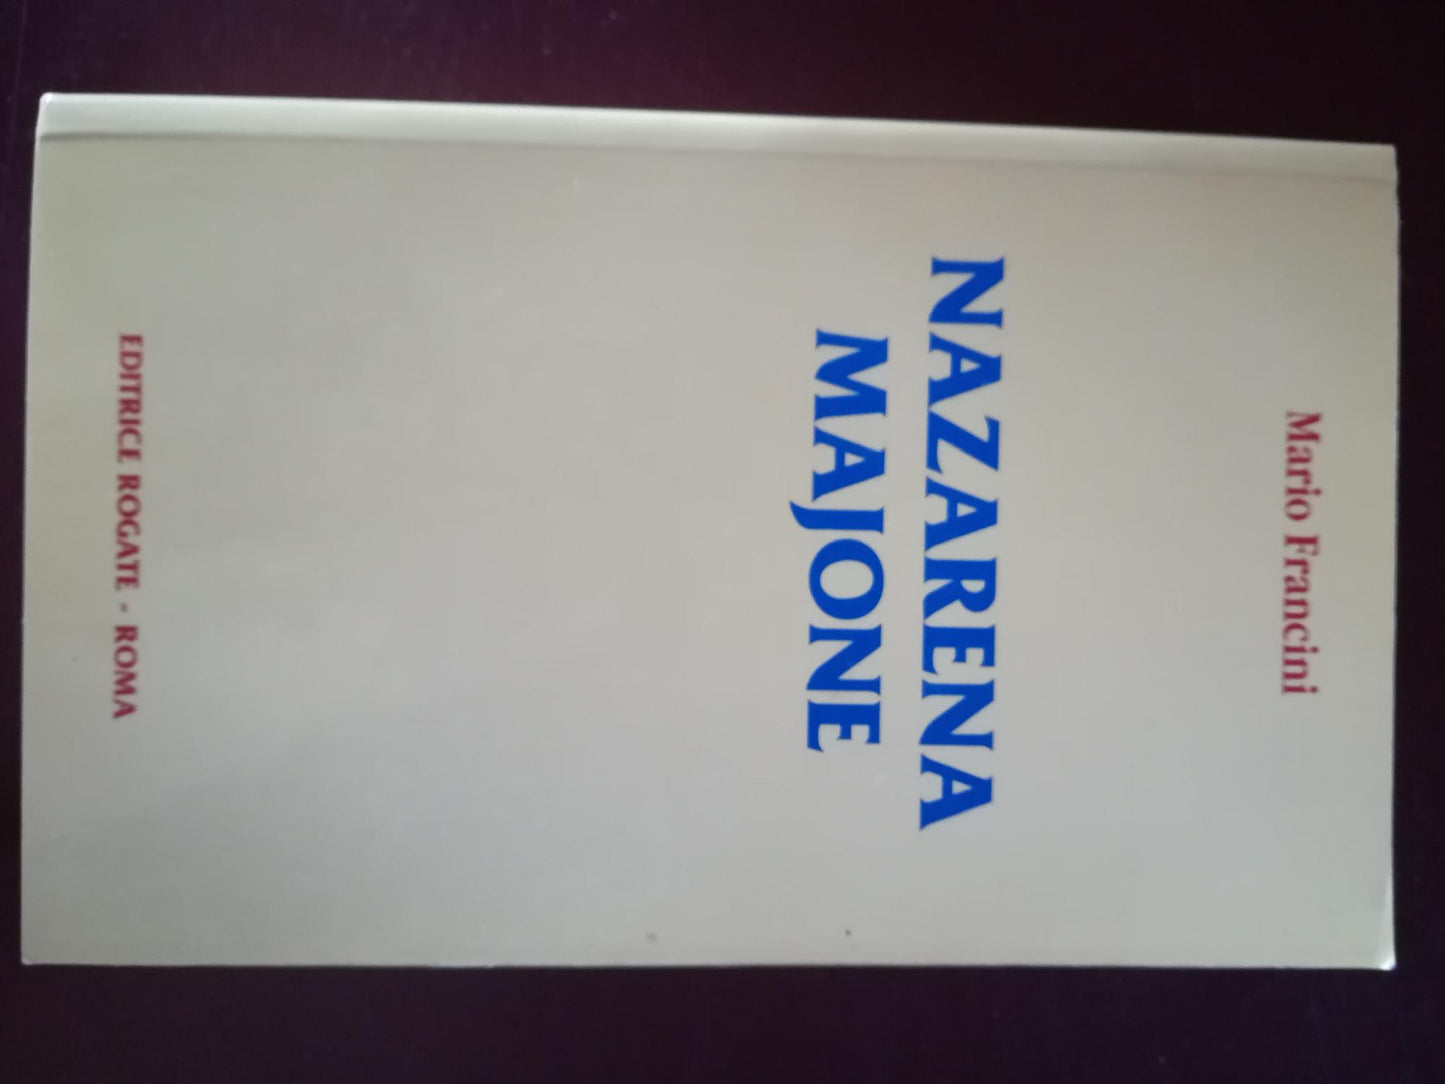 Mario Francini
NAZARENA
MAJONE
EDITRICE ROGATE - ROMA